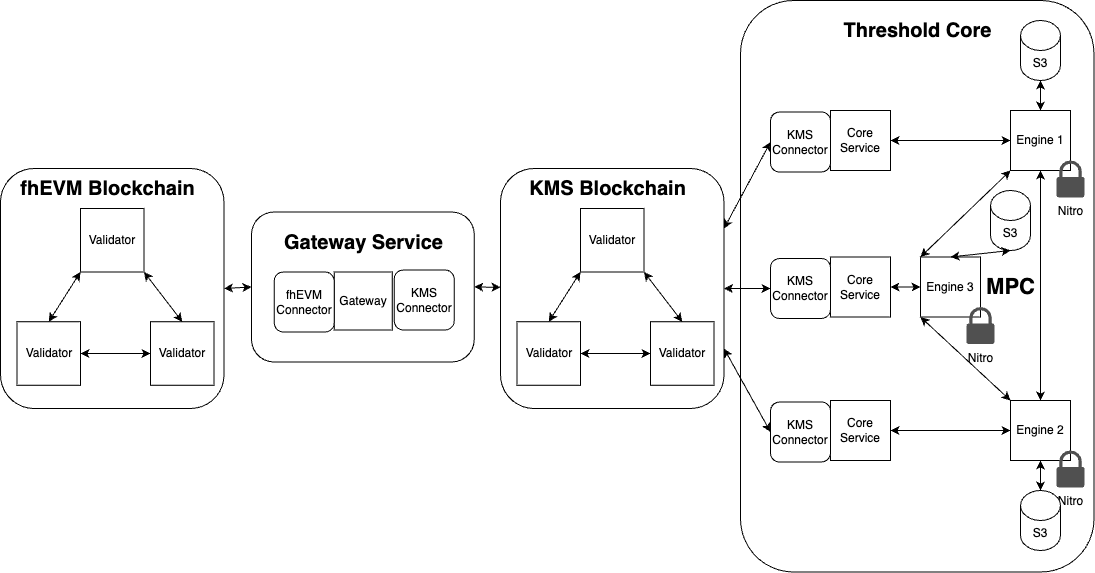 fhEVM Blockchain
Validator
Validator
Validator
Gateway Service
fhEVM
Connector
Gateway
KMS
Connector
KMS Blockchain
Validator
Validator
Validator
Threshold Core
S3
KMS
Connector
Core
Service
Engine 1
Nitro
S3
KMS
Connector
Core
Service
Engine 3
MPC
Nitro
KMS
Connector
Core
Service
Engine 2
Nitro
S3